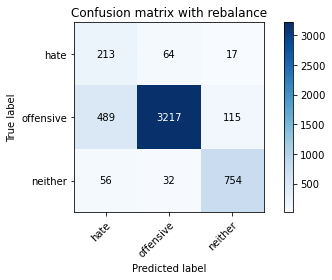 Confusion matrix with rebalance
True label
hate
offensive
neither
213 64 17
489 3217 115
56 32 754
hate
offensive
neither
Predicted label
3000
2500
2000
1500
1000
500